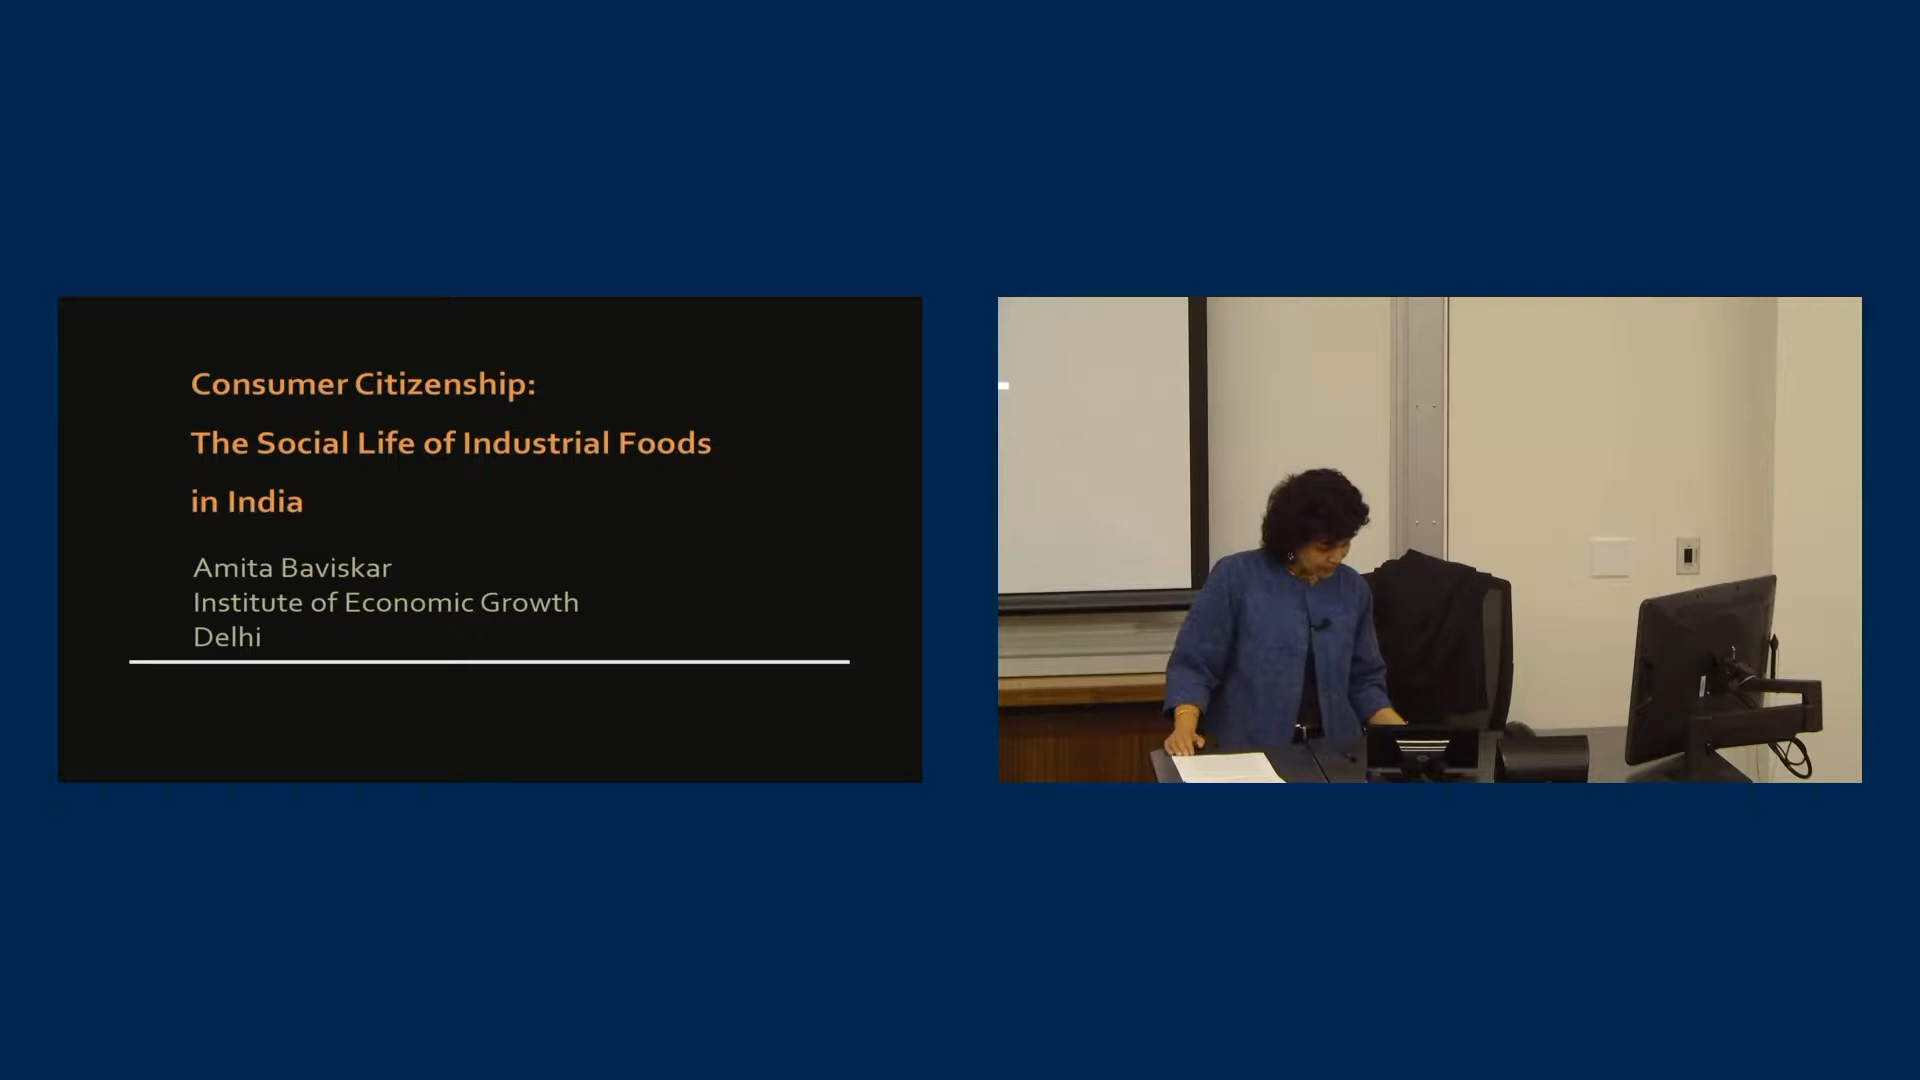 Consumer Citizenship:
The Social Life of Industrial Foods
in India
Amita Baviskar
Institute of Economic Growth
Delhi